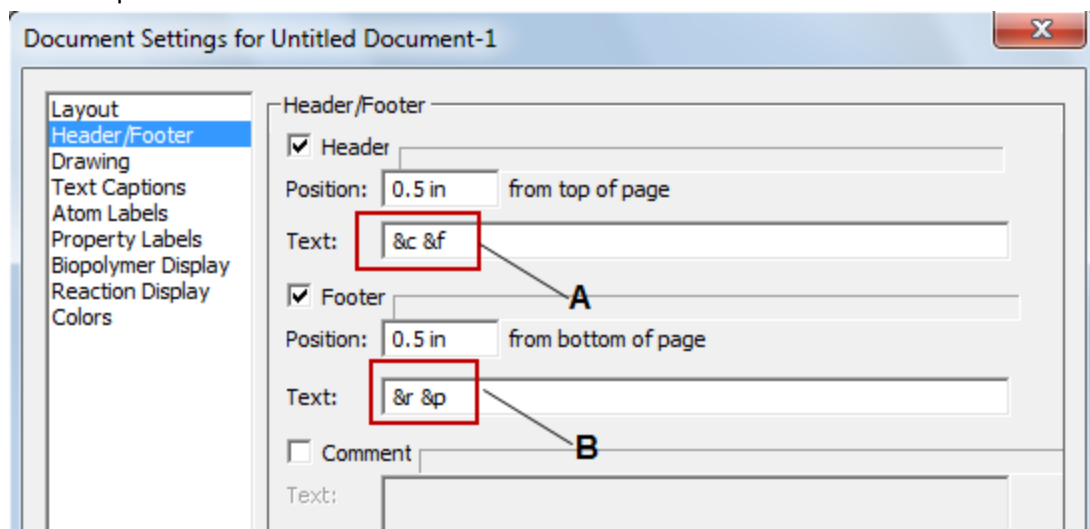 Document Settings for Untitled Document-1
Layout
Header/Footer
Drawing
Text Captions
Atom Labels
Property Labels
Biopolymer Display
Reaction Display
Colors
Header/Footer
Header
Position: 0.5 in from top of page
Text: &c &f
A
Footer
Position: 0.5 in from bottom of page
Text: &r &p
B
Comment
Text: